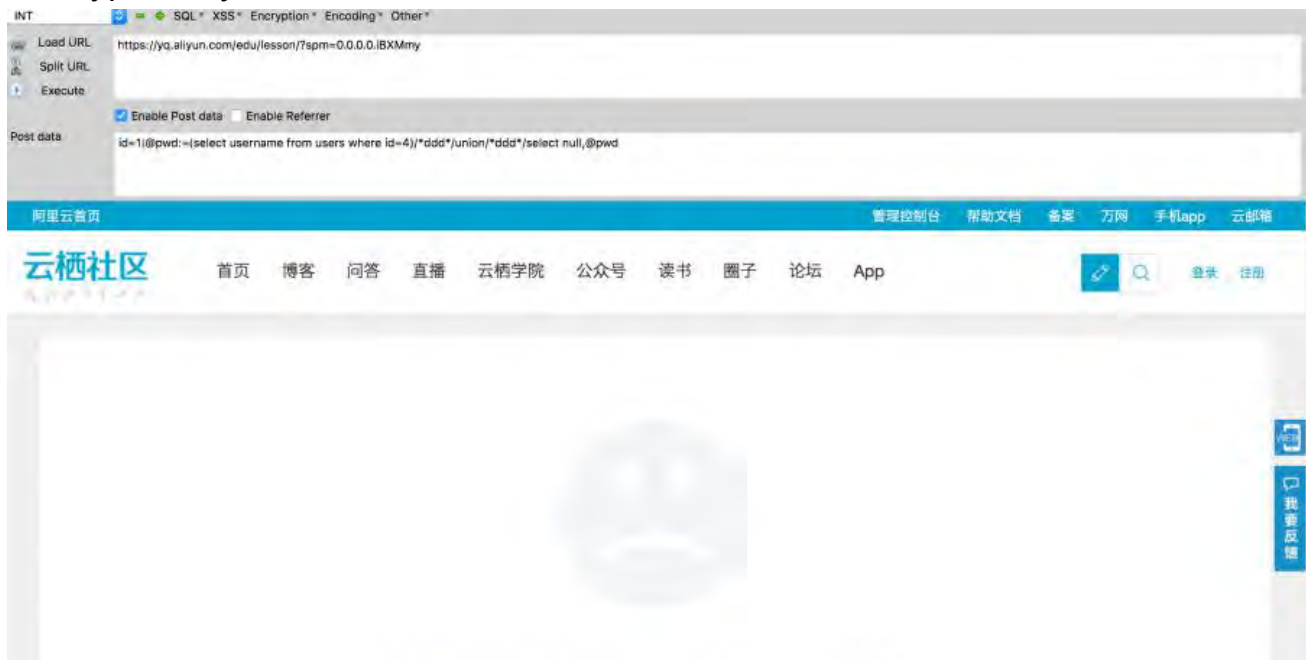 INT SQL▾ XSS▾ Encryption▾ Encoding▾ Other▾
Load URL https://yq.aliyun.com/edu/lesson/?spm=0.0.0.0.iBXMmy
Split URL
Execute
Enable Post data Enable Referrer
Post data id=1|@pwd:=(select username from users where id=4)/*ddd*/union/*ddd*/select null,@pwd
阿里云首页 管理控制台 帮助文档 备案 万网 手机app 云邮箱
云栖社区 首页 博客 问答 直播 云栖学院 公众号 读书 圈子 论坛 App 登录 注册
WEB
我要反馈